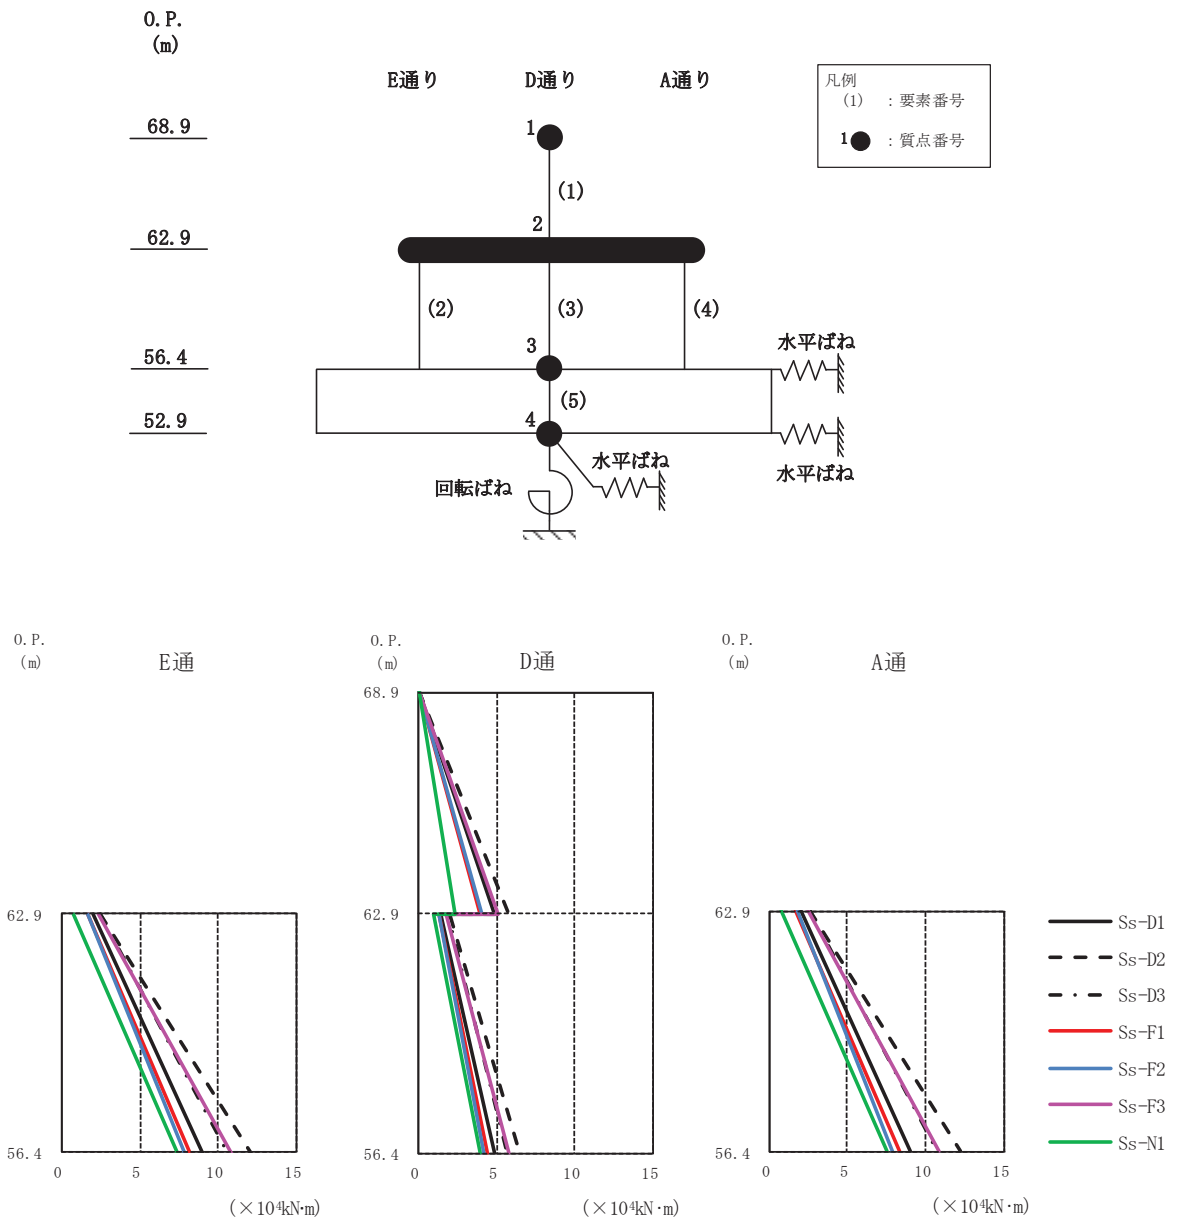 O.P.
(m)
E通り D通り A通り
凡例
(1) ：要素番号
1 ：質点番号
68.9
1
(1)
2
62.9
(2) (3) (4)
3
56.4
水平ばね
(5)
52.9
4
水平ばね
水平ばね
回転ばね
O.P.
(m)
E通
62.9
56.4
0 5 10 15
(×10⁴kN·m)
O.P.
(m)
D通
68.9
62.9
56.4
0 5 10 15
(×10⁴kN·m)
O.P.
(m)
A通
62.9
56.4
0 5 10 15
(×10⁴kN·m)
Ss-D1
Ss-D2
Ss-D3
Ss-F1
Ss-F2
Ss-F3
Ss-N1